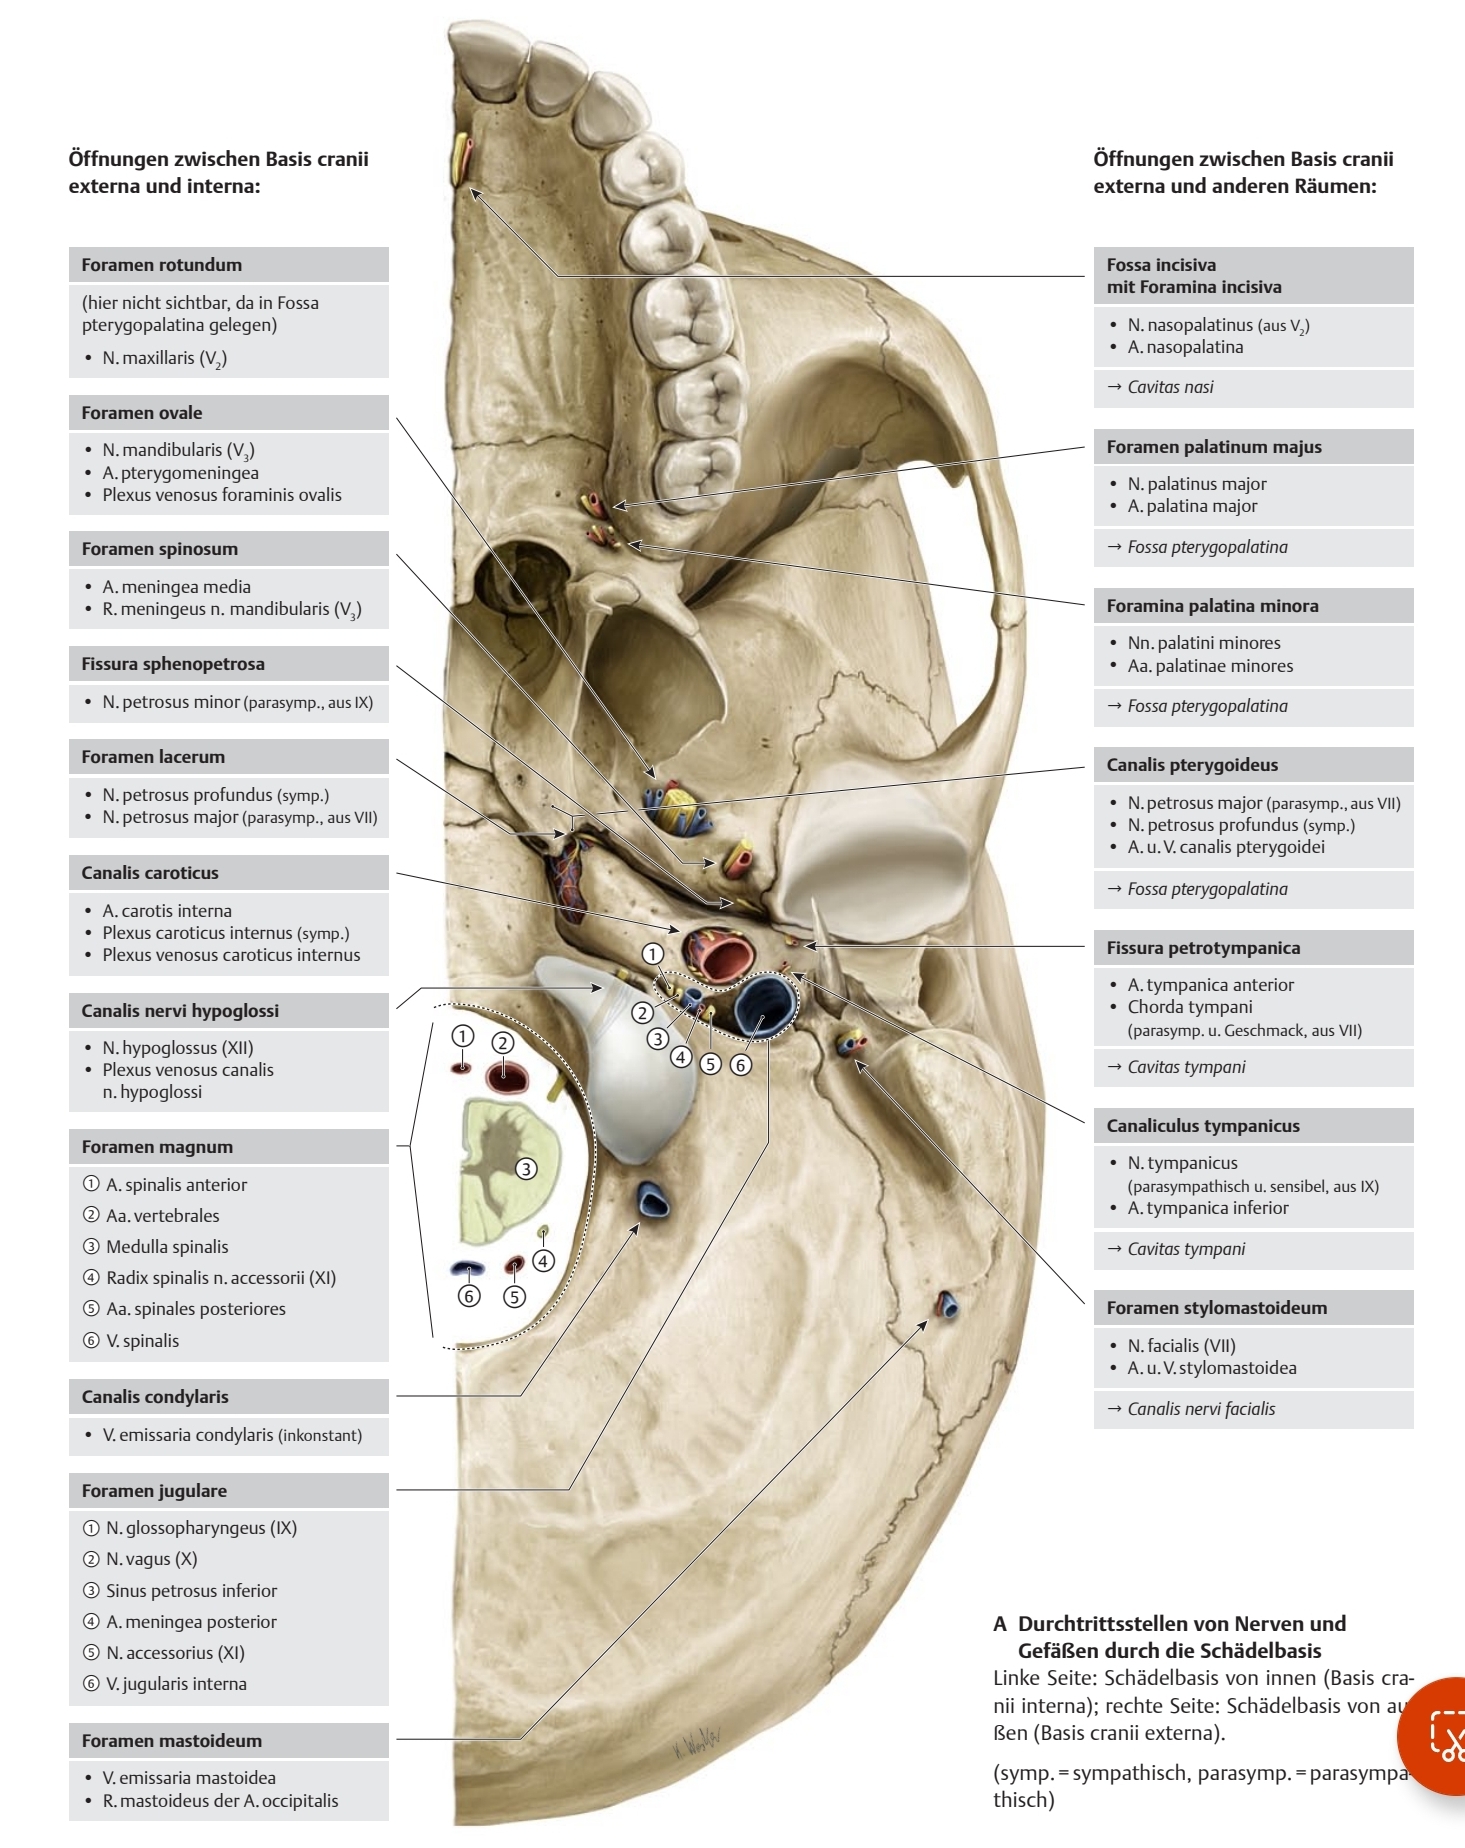 Öffnungen zwischen Basis cranii
externa und interna:
Foramen rotundum
(hier nicht sichtbar, da in Fossa
pterygopalatina gelegen)
• N. maxillaris (V₂)
Foramen ovale
• N. mandibularis (V₃)
• A. pterygomeningea
• Plexus venosus foraminis ovalis
Foramen spinosum
• A. meningea media
• R. meningeus n. mandibularis (V₃)
Fissura sphenopetrosa
• N. petrosus minor (parasymp., aus IX)
Foramen lacerum
• N. petrosus profundus (symp.)
• N. petrosus major (parasymp., aus VII)
Canalis caroticus
• A. carotis interna
• Plexus caroticus internus (symp.)
• Plexus venosus caroticus internus
Canalis nervi hypoglossi
• N. hypoglossus (XII)
• Plexus venosus canalis
n. hypoglossi
Foramen magnum
① A. spinalis anterior
② Aa. vertebrales
③ Medulla spinalis
④ Radix spinalis n. accessorii (XI)
⑤ Aa. spinales posteriores
⑥ V. spinalis
Canalis condylaris
• V. emissaria condylaris (inkonstant)
Foramen jugulare
① N. glossopharyngeus (IX)
② N. vagus (X)
③ Sinus petrosus inferior
④ A. meningea posterior
⑤ N. accessorius (XI)
⑥ V. jugularis interna
Foramen mastoideum
• V. emissaria mastoidea
• R. mastoideus der A. occipitalis
①
②
③
④
⑤
⑥
①
②
③
④
⑤
⑥
Öffnungen zwischen Basis cranii
externa und anderen Räumen:
Fossa incisiva
mit Foramina incisiva
• N. nasopalatinus (aus V₂)
• A. nasopalatina
→ Cavitas nasi
Foramen palatinum majus
• N. palatinus major
• A. palatina major
→ Fossa pterygopalatina
Foramina palatina minora
• Nn. palatini minores
• Aa. palatinae minores
→ Fossa pterygopalatina
Canalis pterygoideus
• N. petrosus major (parasymp., aus VII)
• N. petrosus profundus (symp.)
• A. u. V. canalis pterygoidei
→ Fossa pterygopalatina
Fissura petrotympanica
• A. tympanica anterior
• Chorda tympani
(parasymp. u. Geschmack, aus VII)
→ Cavitas tympani
Canaliculus tympanicus
• N. tympanicus
(parasympathisch u. sensibel, aus IX)
• A. tympanica inferior
→ Cavitas tympani
Foramen stylomastoideum
• N. facialis (VII)
• A. u. V. stylomastoidea
→ Canalis nervi facialis
A Durchtrittsstellen von Nerven und
Gefäßen durch die Schädelbasis
Linke Seite: Schädelbasis von innen (Basis cra-
nii interna); rechte Seite: Schädelbasis von au
ßen (Basis cranii externa).
(symp. = sympathisch, parasymp. = parasympa-
thisch)